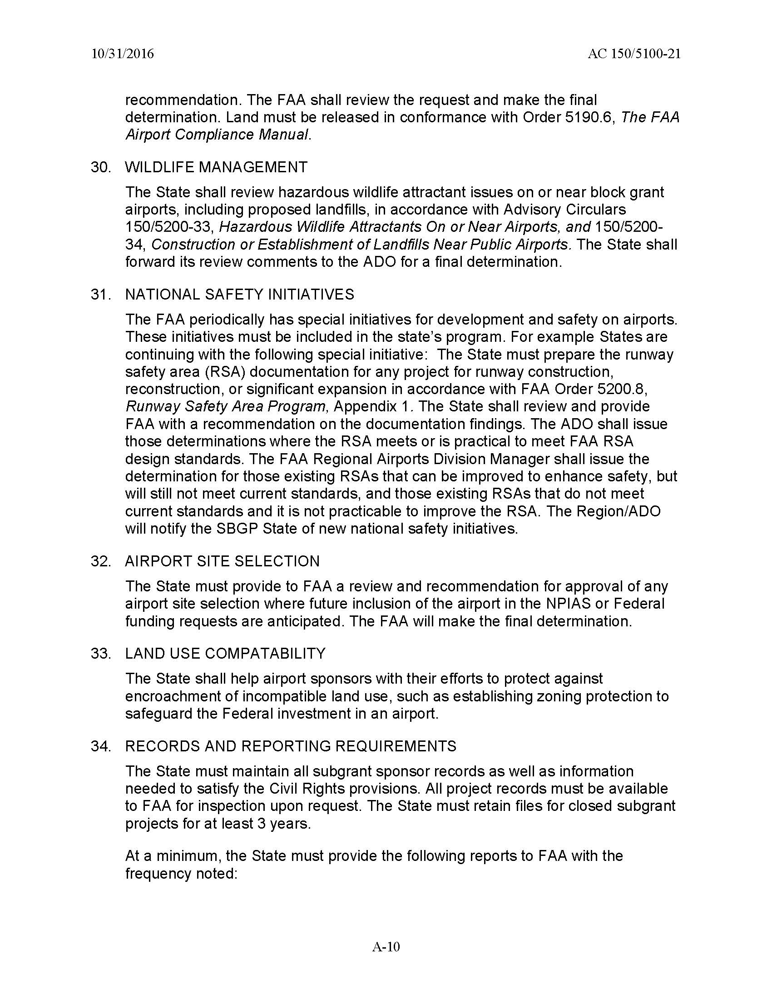 10/31/2016 AC 150/5100-21
recommendation. The FAA shall review the request and make the final
determination. Land must be released in conformance with Order 5190.6, The FAA
Airport Compliance Manual.
30. WILDLIFE MANAGEMENT
The State shall review hazardous wildlife attractant issues on or near block grant
airports, including proposed landfills, in accordance with Advisory Circulars
150/5200-33, Hazardous Wildlife Attractants On or Near Airports, and 150/5200-
34, Construction or Establishment of Landfills Near Public Airports. The State shall
forward its review comments to the ADO for a final determination.
31. NATIONAL SAFETY INITIATIVES
The FAA periodically has special initiatives for development and safety on airports.
These initiatives must be included in the state’s program. For example States are
continuing with the following special initiative:  The State must prepare the runway
safety area (RSA) documentation for any project for runway construction,
reconstruction, or significant expansion in accordance with FAA Order 5200.8,
Runway Safety Area Program, Appendix 1. The State shall review and provide
FAA with a recommendation on the documentation findings. The ADO shall issue
those determinations where the RSA meets or is practical to meet FAA RSA
design standards. The FAA Regional Airports Division Manager shall issue the
determination for those existing RSAs that can be improved to enhance safety, but
will still not meet current standards, and those existing RSAs that do not meet
current standards and it is not practicable to improve the RSA. The Region/ADO
will notify the SBGP State of new national safety initiatives.
32. AIRPORT SITE SELECTION
The State must provide to FAA a review and recommendation for approval of any
airport site selection where future inclusion of the airport in the NPIAS or Federal
funding requests are anticipated. The FAA will make the final determination.
33. LAND USE COMPATABILITY
The State shall help airport sponsors with their efforts to protect against
encroachment of incompatible land use, such as establishing zoning protection to
safeguard the Federal investment in an airport.
34. RECORDS AND REPORTING REQUIREMENTS
The State must maintain all subgrant sponsor records as well as information
needed to satisfy the Civil Rights provisions. All project records must be available
to FAA for inspection upon request. The State must retain files for closed subgrant
projects for at least 3 years.
At a minimum, the State must provide the following reports to FAA with the
frequency noted:
A-10